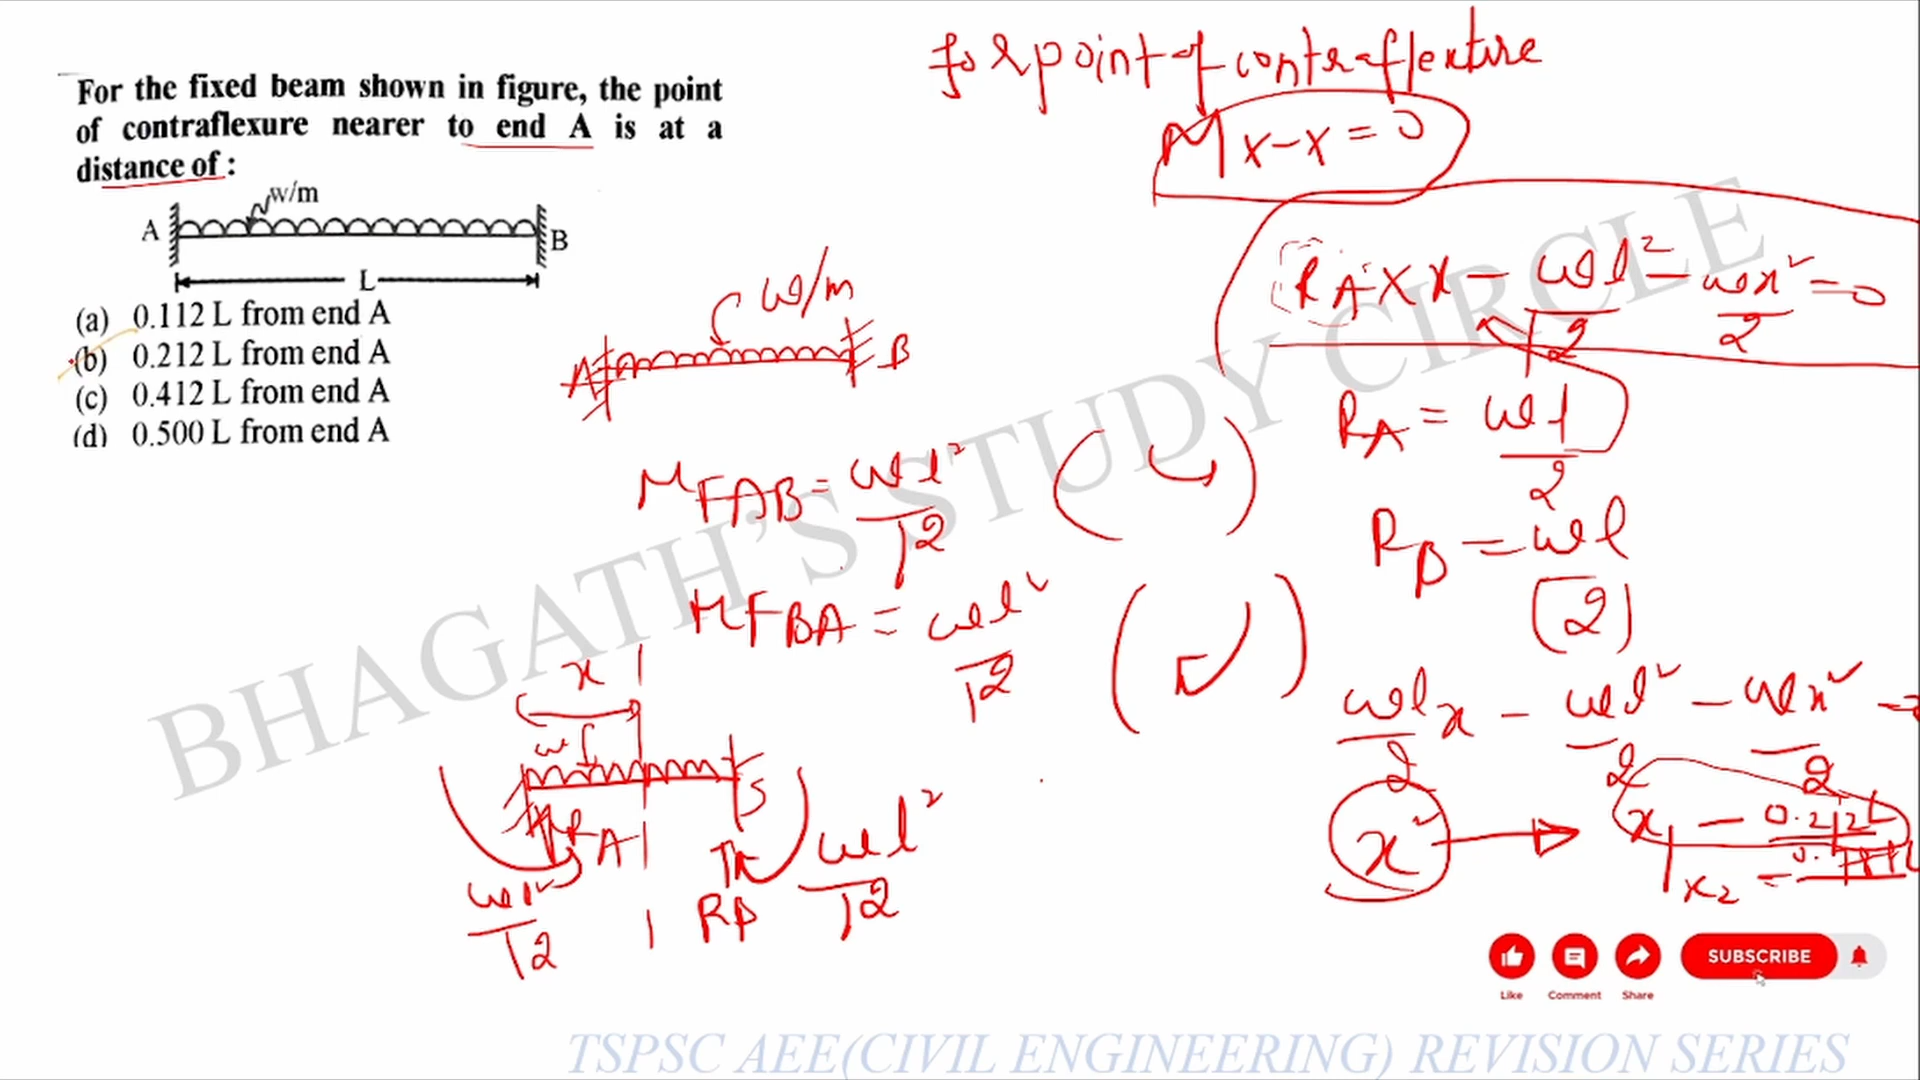 For the fixed beam shown in figure, the point
of contraflexure nearer to end A is at a
distance of :
w/m
A
B
L
(a) 0.112 L from end A
(b) 0.212 L from end A
(c) 0.412 L from end A
(d) 0.500 L from end A
for point of contraflexture
M x-x = 0
RA × x - wl²/12 - wx²/2 = 0
RA = wl/2
RB = wl/2
w/m
A
B
MFAB = wl²/12
MFBA = wl²/12
x
w
RA
RB
wl²/12
wl²/12
wl/2 x - wl²/2 - wx²/2 =
x²
x1 - 0.212L
x2 =
BHAGATH'S STUDY CIRCLE
Like
Comment
Share
SUBSCRIBE
TSPSC AEE(CIVIL ENGINEERING) REVISION SERIES